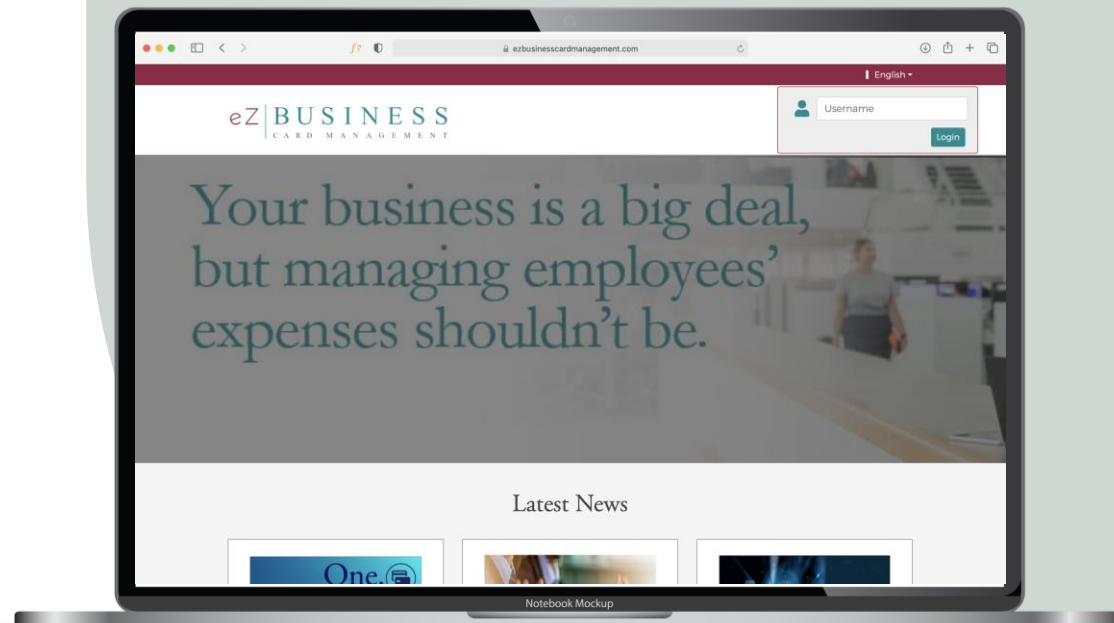 f?
ezbusinesscardmanagement.com
English
Username
eZ BUSINESS
CARD MANAGEMENT
Login
Your business is a big deal,
but managing employees’
expenses shouldn’t be.
Latest News
One.
Notebook Mockup